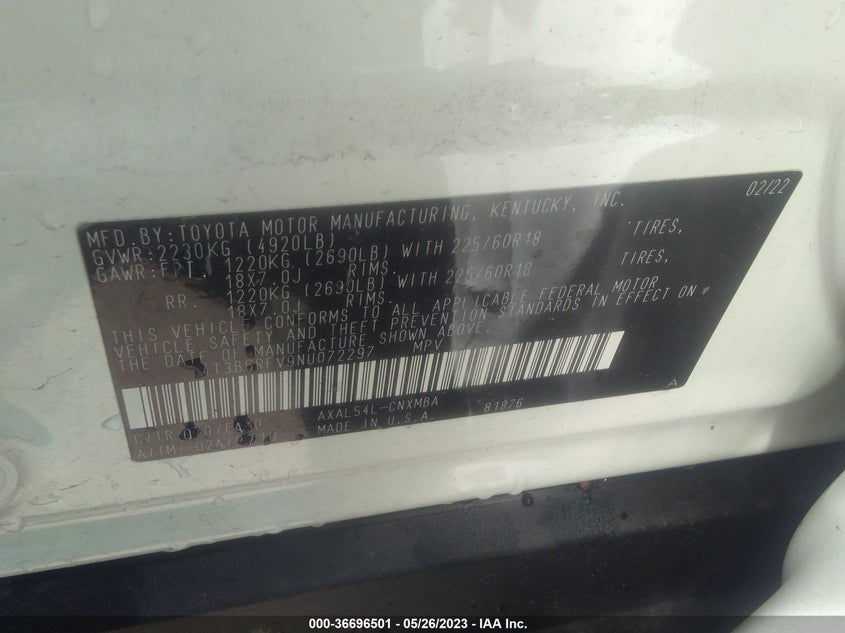 02/22
MFD.BY:TOYOTA MOTOR MANUFACTURING, KENTUCKY, INC.
GVWR:2230KG (4920LB)
GAWR:FRT. 1220KG (2690LB) WITH 225/60R18 TIRES,
18X7.0J RIMS.
RR. 1220KG (2690LB) WITH 225/60R18 TIRES,
18X7.0J RIMS.
THIS VEHICLE CONFORMS TO ALL APPLICABLE FEDERAL MOTOR
VEHICLE SAFETY AND THEFT PREVENTION STANDARDS IN EFFECT ON
THE DATE OF MANUFACTURE SHOWN ABOVE.
MPV
AXAL54L-CNXMBA 81876
C/TR:
A/TM: MADE IN U.S.A. A
000-36696501 - 05/26/2023 - IAA Inc.